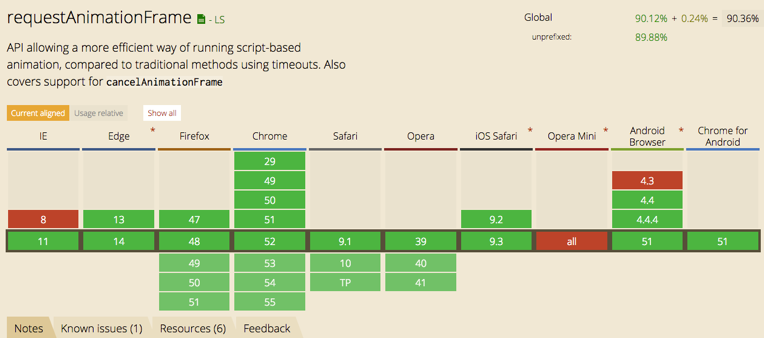 requestAnimationFrame - LS
Global 90.12% + 0.24% = 90.36%
unprefixed: 89.88%
API allowing a more efficient way of running script-based
animation, compared to traditional methods using timeouts. Also
covers support for cancelAnimationFrame
Current aligned Usage relative Show all
IE Edge * Firefox Chrome Safari Opera iOS Safari * Opera Mini * Android Browser * Chrome for Android
29
49 4.3
50 4.4
8 13 47 51 9.2 4.4.4
11 14 48 52 9.1 39 9.3 all 51 51
49 53 10 40
50 54 TP 41
51 55
Notes Known issues (1) Resources (6) Feedback